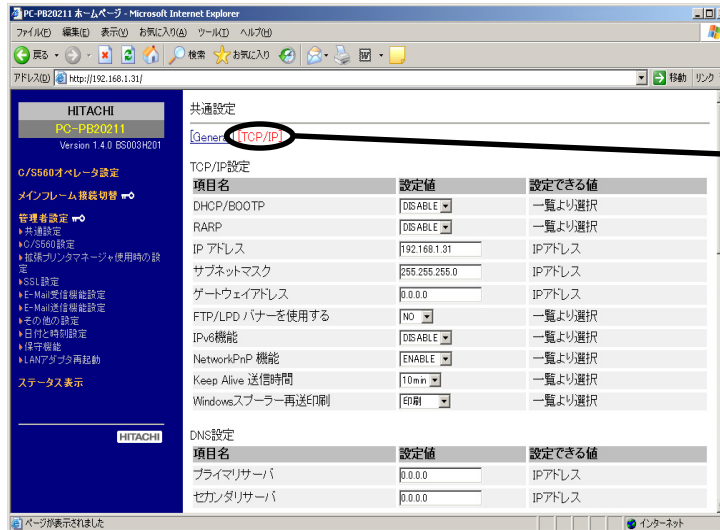 PC-PB20211 ホームページ - Microsoft Internet Explorer
ファイル(F) 編集(E) 表示(V) お気に入り(A) ツール(T) ヘルプ(H)
戻る 検索 お気に入り
アドレス(D) http://192.168.1.31/ 移動 リンク
HITACHI
PC-PB20211
Version 1.4.0 BS003H201
C/S560オペレータ設定
メインフレーム接続切替
管理者設定
共通設定
C/S560設定
拡張プリンタマネージャ使用時の設定
SSL設定
E-Mail受信機能設定
E-Mail送信機能設定
その他の設定
日付と時刻設定
保守機能
LANアダプタ再起動
ステータス表示
HITACHI
共通設定
[General] [TCP/IP]
TCP/IP設定
項目名 設定値 設定できる値
DHCP/BOOTP DISABLE 一覧より選択
RARP DISABLE 一覧より選択
IP アドレス 192.168.1.31 IPアドレス
サブネットマスク 255.255.255.0 IPアドレス
ゲートウェイアドレス 0.0.0.0 IPアドレス
FTP/LPD バナーを使用する NO 一覧より選択
IPv6機能 DISABLE 一覧より選択
NetworkPnP 機能 ENABLE 一覧より選択
Keep Alive 送信時間 10min 一覧より選択
Windowsスプーラー再送印刷 印刷 一覧より選択
DNS設定
項目名 設定値 設定できる値
プライマリサーバ 0.0.0.0 IPアドレス
セカンダリサーバ 0.0.0.0 IPアドレス
ページが表示されました インターネット